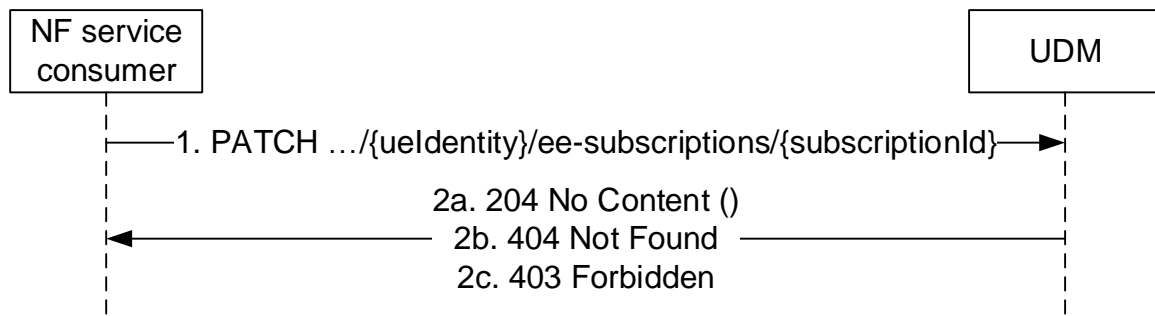 NF service
consumer
UDM
1. PATCH …/{ueIdentity}/ee-subscriptions/{subscriptionId}
2a. 204 No Content ()
2b. 404 Not Found
2c. 403 Forbidden